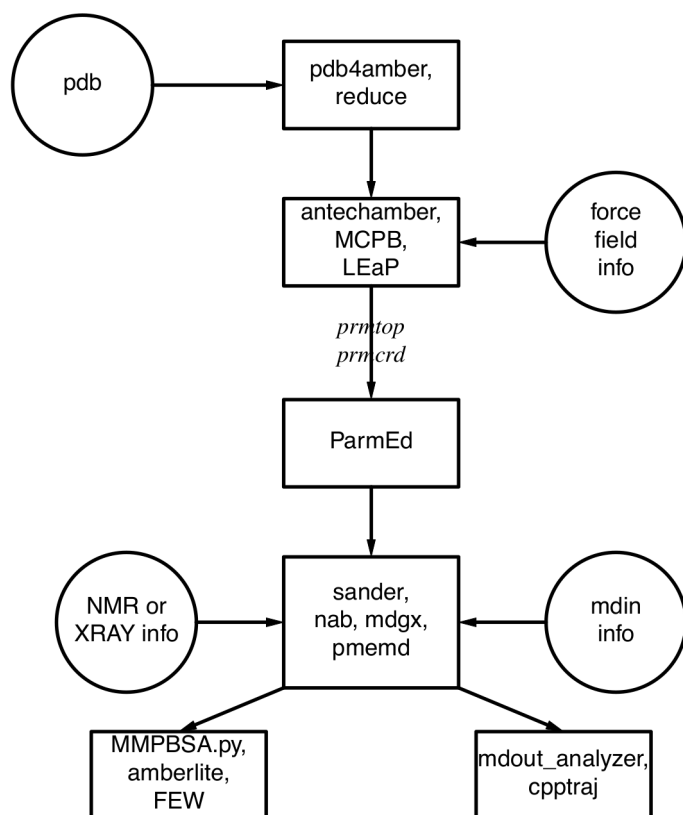 pdb
pdb4amber,
reduce
antechamber,
MCPB,
LEaP
force
field
info
prmtop
prmcrd
ParmEd
NMR or
XRAY info
sander,
nab, mdgx,
pmemd
mdin
info
MMPBSA.py,
amberlite,
FEW
mdout_analyzer,
cpptraj